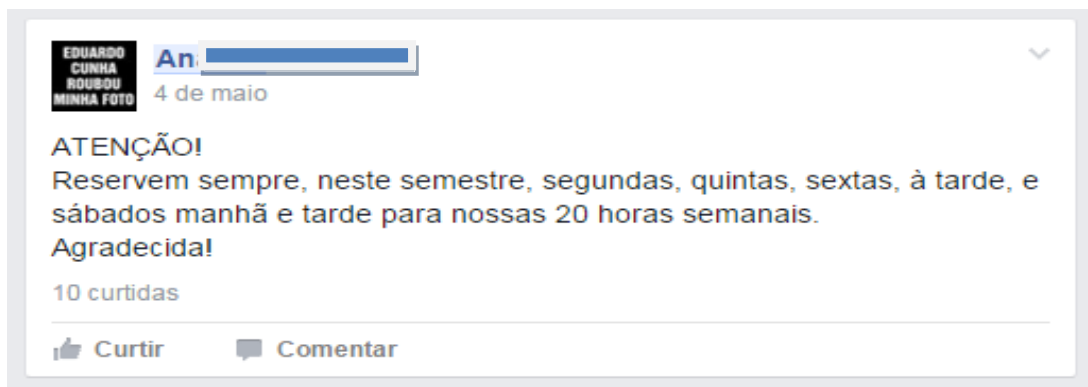 EDUARDO
CUNHA
ROUBOU
MINHA FOTO
4 de maio
ATENÇÃO!
Reservem sempre, neste semestre, segundas, quintas, sextas, à tarde, e
sábados manhã e tarde para nossas 20 horas semanais.
Agradecida!
10 curtidas
Curtir Comentar